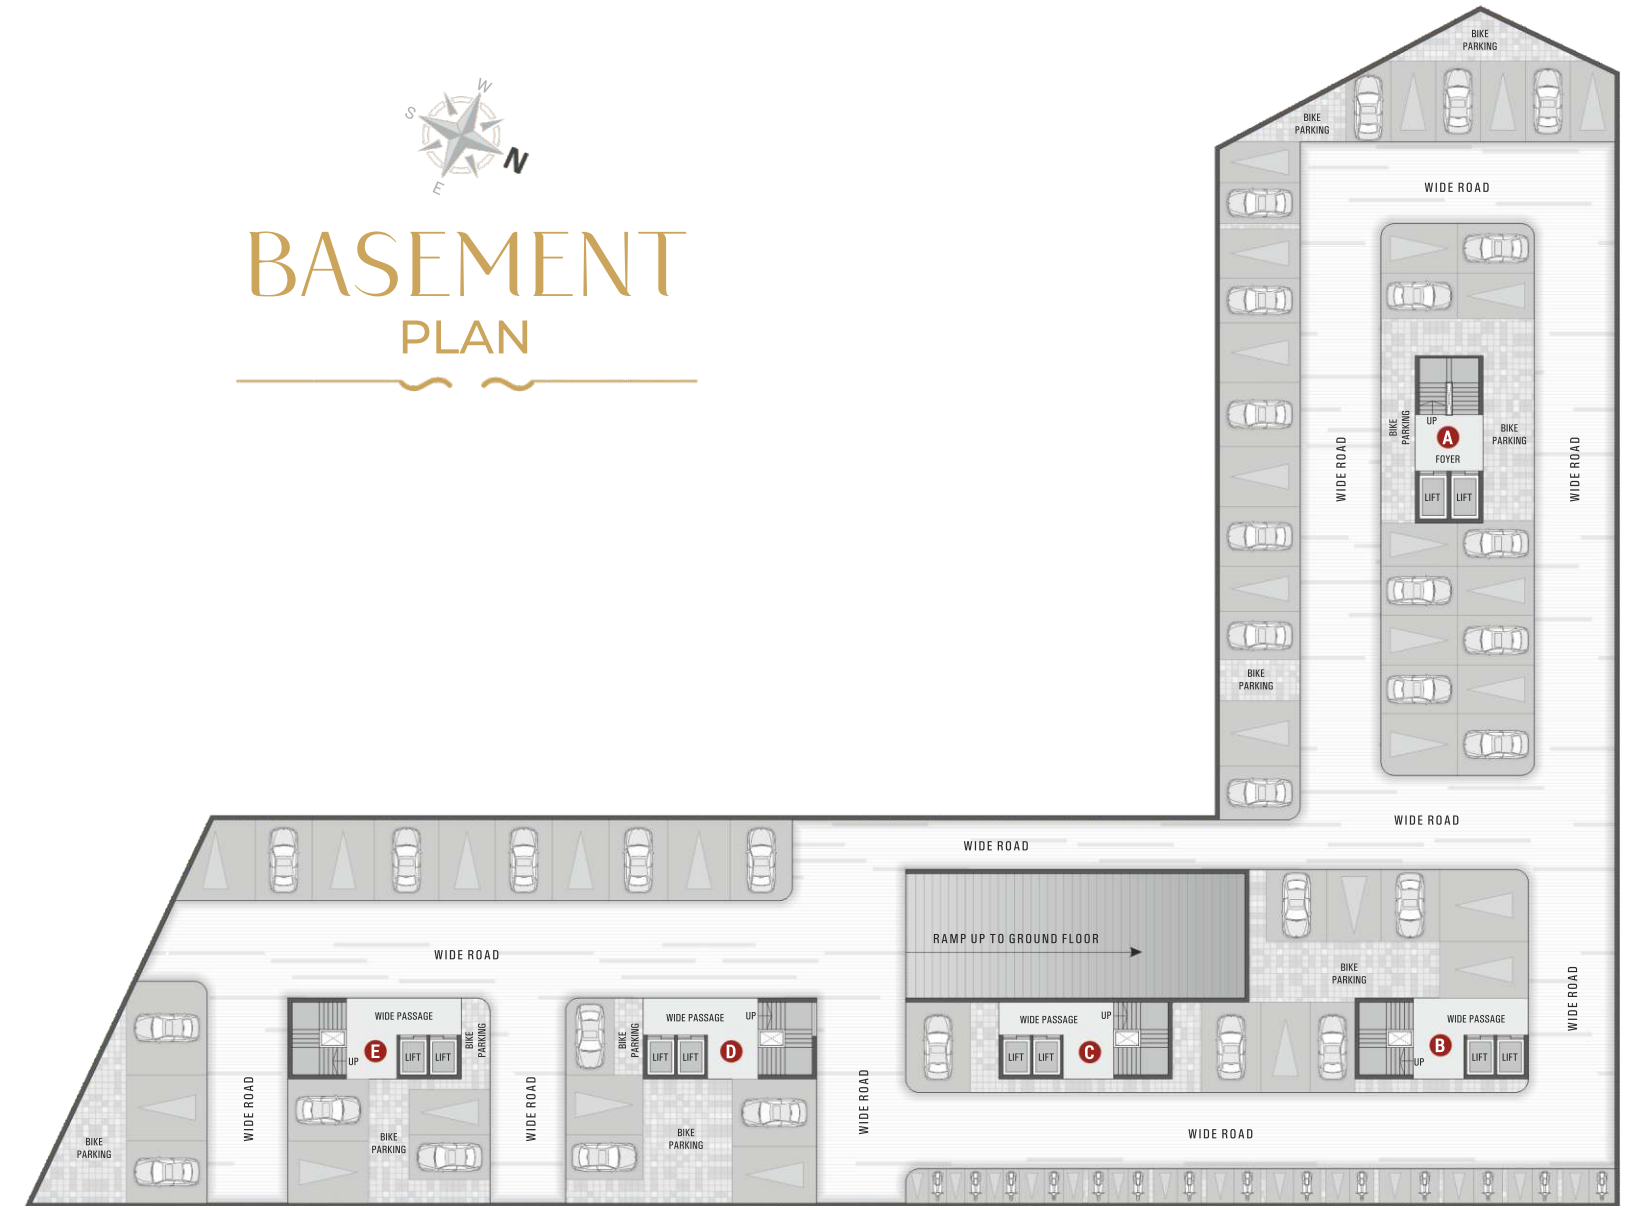 BIKE
PARKING
W
S
N
E
BIKE
PARKING
WIDE ROAD
BASEMENT
PLAN
BIKE
PARKING
UP
A
FOYER
BIKE
PARKING
WIDE ROAD
WIDE ROAD
LIFT
LIFT
BIKE
PARKING
WIDE ROAD
WIDE ROAD
RAMP UP TO GROUND FLOOR
WIDE ROAD
BIKE
PARKING
WIDE ROAD
WIDE PASSAGE
BIKE
PARKING
E
UP
LIFT
LIFT
BIKE
PARKING
WIDE PASSAGE
UP
LIFT
LIFT
D
WIDE PASSAGE
UP
LIFT
LIFT
C
WIDE PASSAGE
B
UP
LIFT
LIFT
WIDE ROAD
WIDE ROAD
WIDE ROAD
BIKE
PARKING
BIKE
PARKING
BIKE
PARKING
WIDE ROAD